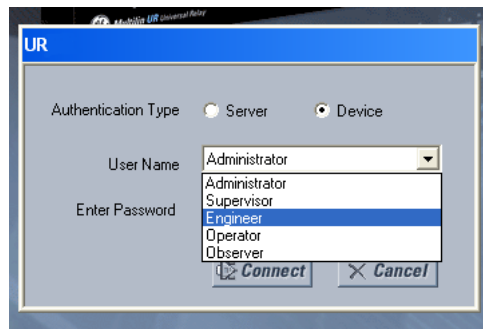 Multilin UR Universal Relay
UR
Authentication Type Server Device
User Name Administrator
Administrator
Supervisor
Enter Password
Engineer
Operator
Observer
Connect Cancel